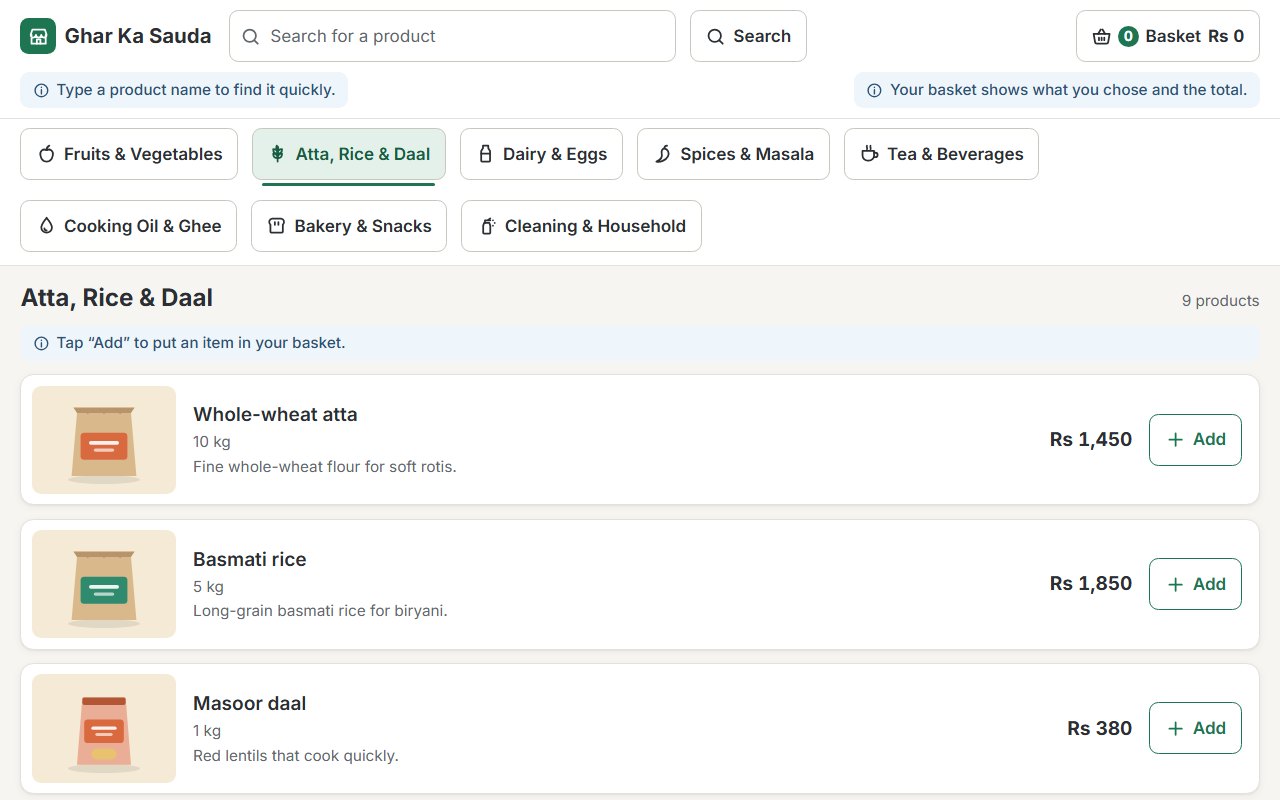 Ghar Ka Sauda
Search for a product
Search
0 Basket Rs 0
Type a product name to find it quickly.
Your basket shows what you chose and the total.
Fruits & Vegetables
Atta, Rice & Daal
Dairy & Eggs
Spices & Masala
Tea & Beverages
Cooking Oil & Ghee
Bakery & Snacks
Cleaning & Household
Atta, Rice & Daal
9 products
Tap “Add” to put an item in your basket.
Whole-wheat atta
10 kg
Fine whole-wheat flour for soft rotis.
Rs 1,450
Add
Basmati rice
5 kg
Long-grain basmati rice for biryani.
Rs 1,850
Add
Masoor daal
1 kg
Red lentils that cook quickly.
Rs 380
Add